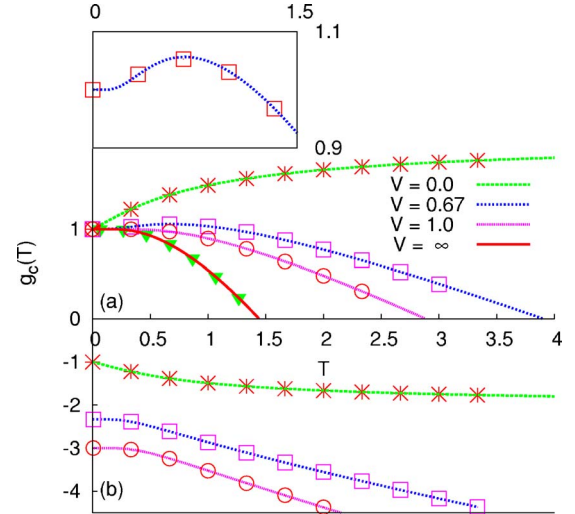 0 1.5
1.1
0.9
V = 0.0
V = 0.67
V = 1.0
V = ∞
1
g_c(T)
(a)
0
0 0.5 1 1.5 2 2.5 3 3.5 4
T
-1
-2
-3
-4
(b)